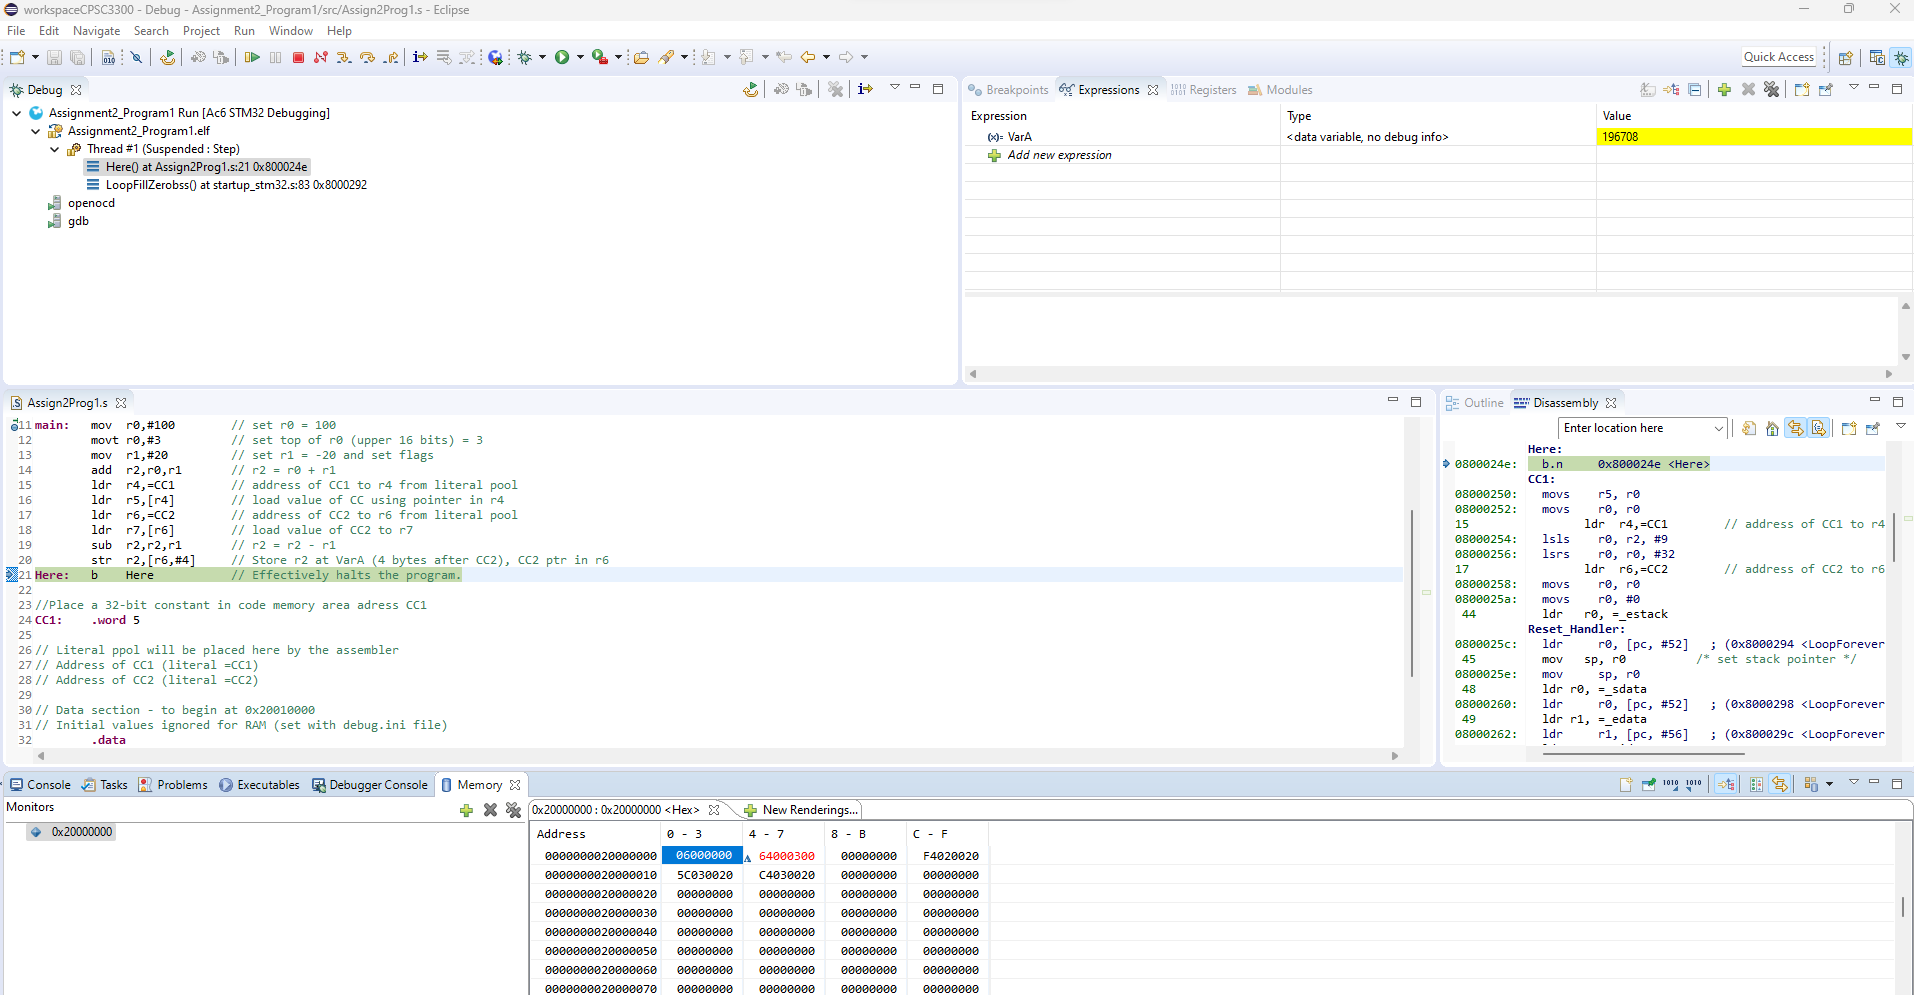 workspaceCPSC3300 - Debug - Assignment2_Program1/src/Assign2Prog1.s - Eclipse
File Edit Navigate Search Project Run Window Help
Quick Access
Debug
Assignment2_Program1 Run [Ac6 STM32 Debugging]
Assignment2_Program1.elf
Thread #1 (Suspended : Step)
Here() at Assign2Prog1.s:21 0x800024e
LoopFillZerobss() at startup_stm32.s:83 0x8000292
openocd
gdb
Breakpoints Expressions Registers Modules
Expression Type Value
(x)= VarA <data variable, no debug info> 196708
Add new expression
Assign2Prog1.s
11 main: mov r0,#100 // set r0 = 100
12 movt r0,#3 // set top of r0 (upper 16 bits) = 3
13 mov r1,#20 // set r1 = -20 and set flags
14 add r2,r0,r1 // r2 = r0 + r1
15 ldr r4,=CC1 // address of CC1 to r4 from literal pool
16 ldr r5,[r4] // load value of CC using pointer in r4
17 ldr r6,=CC2 // address of CC2 to r6 from literal pool
18 ldr r7,[r6] // load value of CC2 to r7
19 sub r2,r2,r1 // r2 = r2 - r1
20 str r2,[r6,#4] // Store r2 at VarA (4 bytes after CC2), CC2 ptr in r6
21 Here: b Here // Effectively halts the program.
22
23 //Place a 32-bit constant in code memory area adress CC1
24 CC1: .word 5
25
26 // Literal ppol will be placed here by the assembler
27 // Address of CC1 (literal =CC1)
28 // Address of CC2 (literal =CC2)
29
30 // Data section - to begin at 0x20010000
31 // Initial values ignored for RAM (set with debug.ini file)
32 .data
Outline Disassembly
Enter location here
Here:
0800024e: b.n 0x800024e <Here>
CC1:
08000250: movs r5, r0
08000252: movs r0, r0
15 ldr r4,=CC1 // address of CC1 to r4
08000254: lsls r0, r2, #9
08000256: lsrs r0, r0, #32
17 ldr r6,=CC2 // address of CC2 to r6
08000258: movs r0, r0
0800025a: movs r0, #0
44 ldr r0, =_estack
Reset_Handler:
0800025c: ldr r0, [pc, #52] ; (0x8000294 <LoopForever
45 mov sp, r0 /* set stack pointer */
0800025e: mov sp, r0
48 ldr r0, =_sdata
08000260: ldr r0, [pc, #52] ; (0x8000298 <LoopForever
49 ldr r1, =_edata
08000262: ldr r1, [pc, #56] ; (0x800029c <LoopForever
Console Tasks Problems Executables Debugger Console Memory
Monitors
0x20000000
0x20000000 : 0x20000000 <Hex> New Renderings...
Address 0 - 3 4 - 7 8 - B C - F
0000000020000000 06000000 64000300 00000000 F4020020
0000000020000010 5C030020 C4030020 00000000 00000000
0000000020000020 00000000 00000000 00000000 00000000
0000000020000030 00000000 00000000 00000000 00000000
0000000020000040 00000000 00000000 00000000 00000000
0000000020000050 00000000 00000000 00000000 00000000
0000000020000060 00000000 00000000 00000000 00000000
0000000020000070 00000000 00000000 00000000 00000000